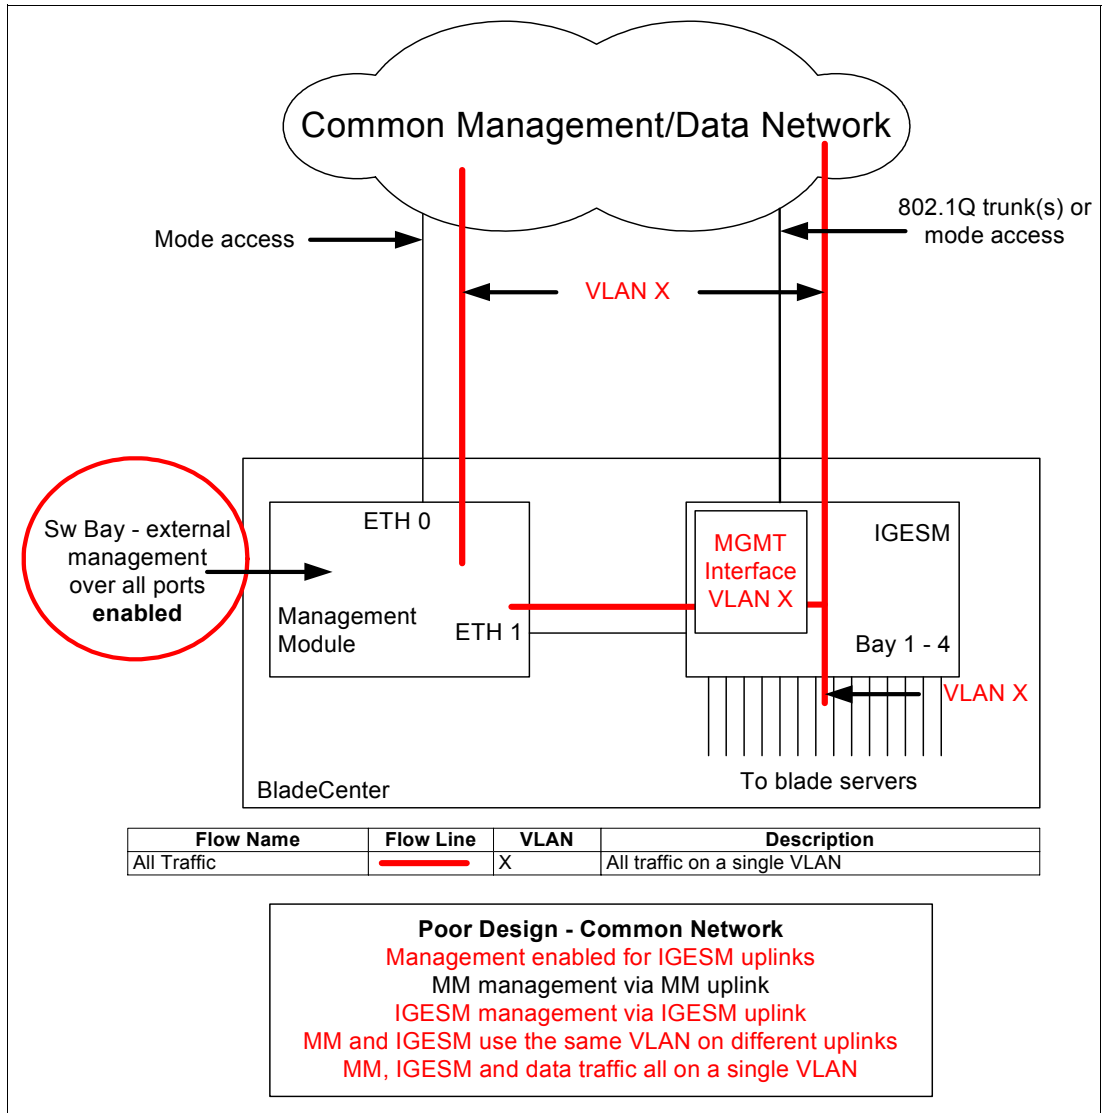 Common Management/Data Network
802.1Q trunk(s) or
mode access
Mode access
VLAN X
Sw Bay - external
management
over all ports
enabled
ETH 0
Management
Module
ETH 1
MGMT
Interface
VLAN X
IGESM
Bay 1 - 4
VLAN X
To blade servers
BladeCenter
Flow Name Flow Line VLAN Description
All Traffic X All traffic on a single VLAN
Poor Design - Common Network
Management enabled for IGESM uplinks
MM management via MM uplink
IGESM management via IGESM uplink
MM and IGESM use the same VLAN on different uplinks
MM, IGESM and data traffic all on a single VLAN